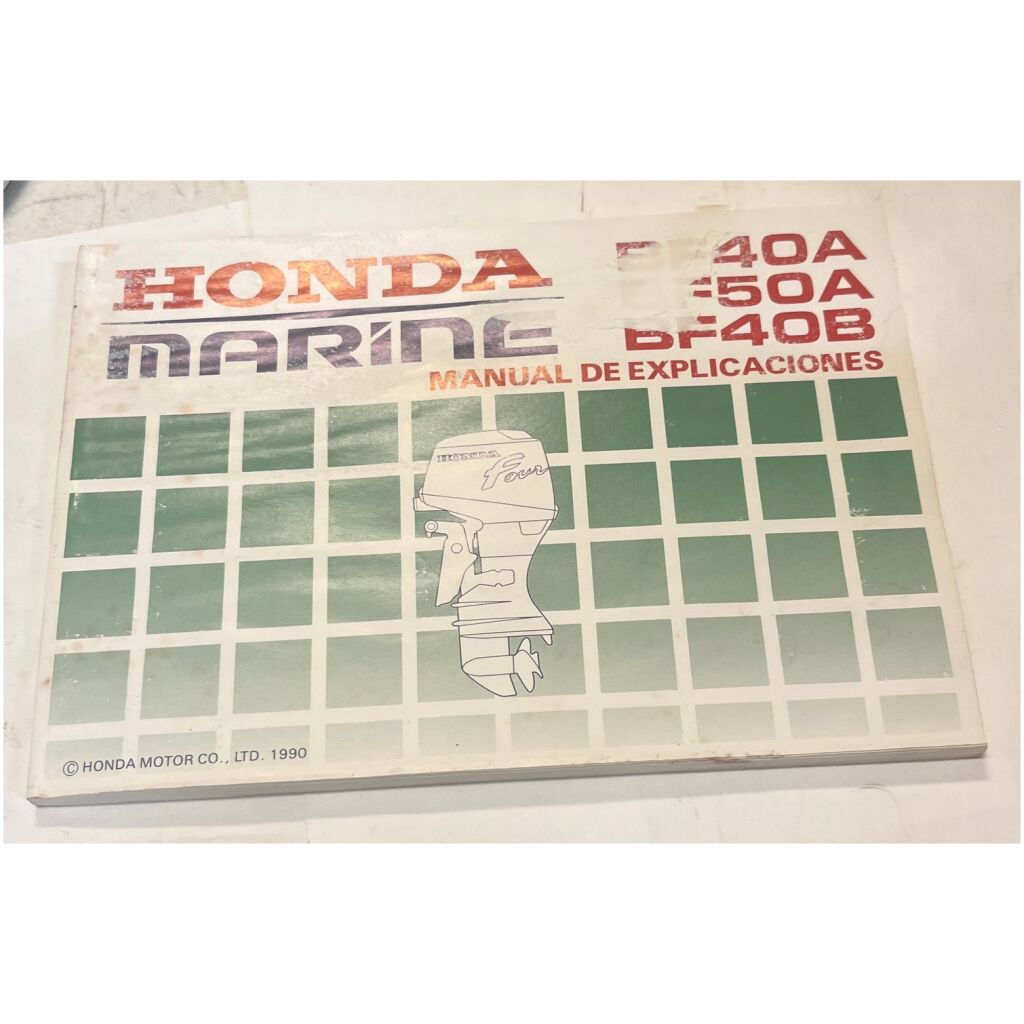 HONDA
MARINE
40A
50A
BF40B
MANUAL DE EXPLICACIONES
HONDA
Four
© HONDA MOTOR CO., LTD. 1990